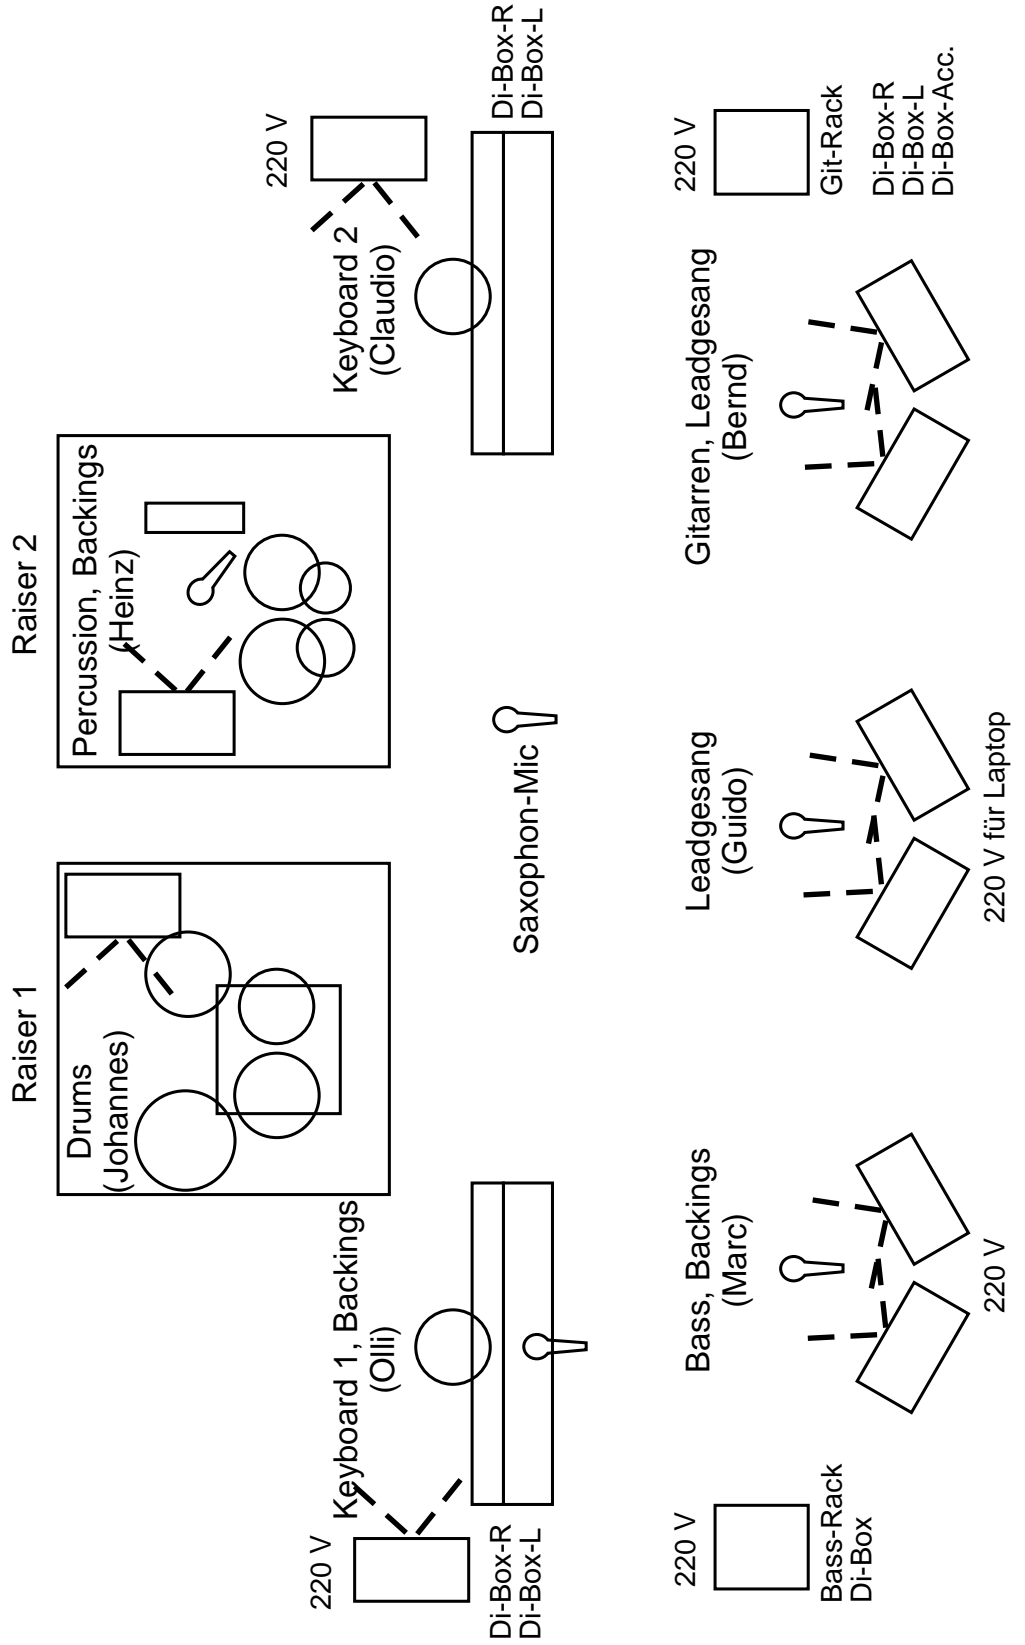 Raiser 1
Raiser 2
Drums
(Johannes)
Percussion, Backings
(Heinz)
220 V
Keyboard 1, Backings
(Olli)
Di-Box-R
Di-Box-L
220 V
Keyboard 2
(Claudio)
Di-Box-R
Di-Box-L
Saxophon-Mic
220 V
Bass-Rack
Di-Box
Bass, Backings
(Marc)
220 V
Leadgesang
(Guido)
220 V für Laptop
Gitarren, Leadgesang
(Bernd)
220 V
Git-Rack
Di-Box-R
Di-Box-L
Di-Box-Acc.